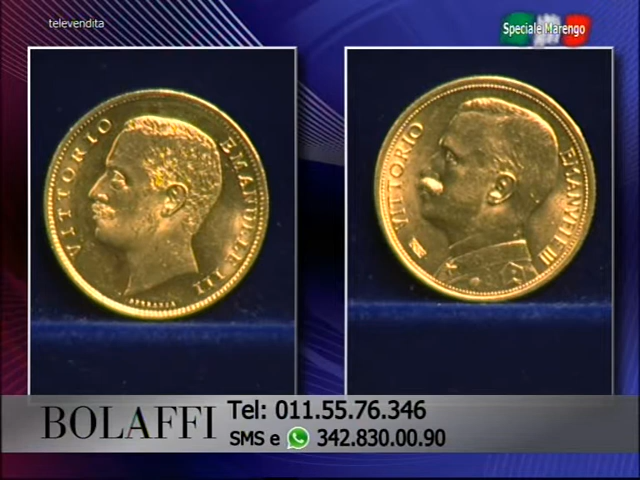 televendita
Speciale Marengo
VITTORIO EMANUELE III
VITTORIO EMANUELE III
BOLAFFI
Tel: 011.55.76.346
SMS e 342.830.00.90